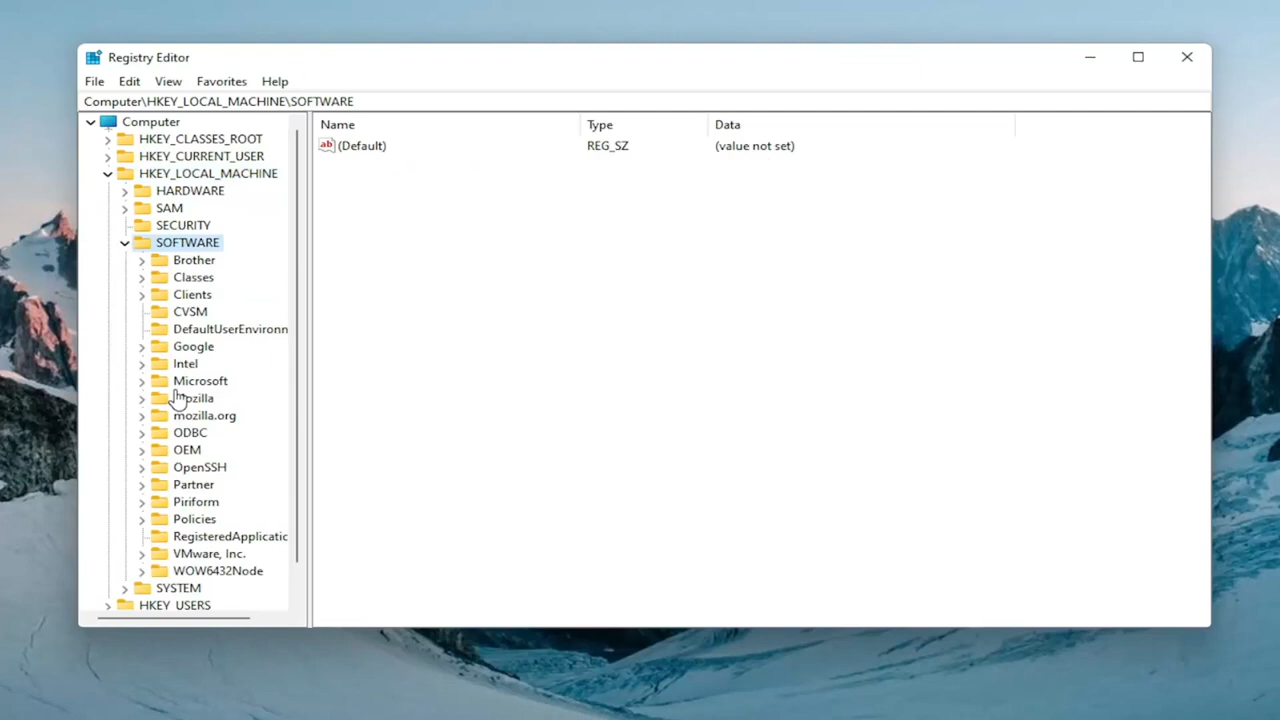 Registry Editor
File Edit View Favorites Help
Computer\HKEY_LOCAL_MACHINE\SOFTWARE
Computer
HKEY_CLASSES_ROOT
HKEY_CURRENT_USER
HKEY_LOCAL_MACHINE
HARDWARE
SAM
SECURITY
SOFTWARE
Brother
Classes
Clients
CVSM
DefaultUserEnvironn
Google
Intel
Microsoft
mozilla.org
ODBC
OEM
OpenSSH
Partner
Piriform
Policies
RegisteredApplicatic
VMware, Inc.
WOW6432Node
SYSTEM
HKEY_USERS
Name Type Data
ab (Default) REG_SZ (value not set)